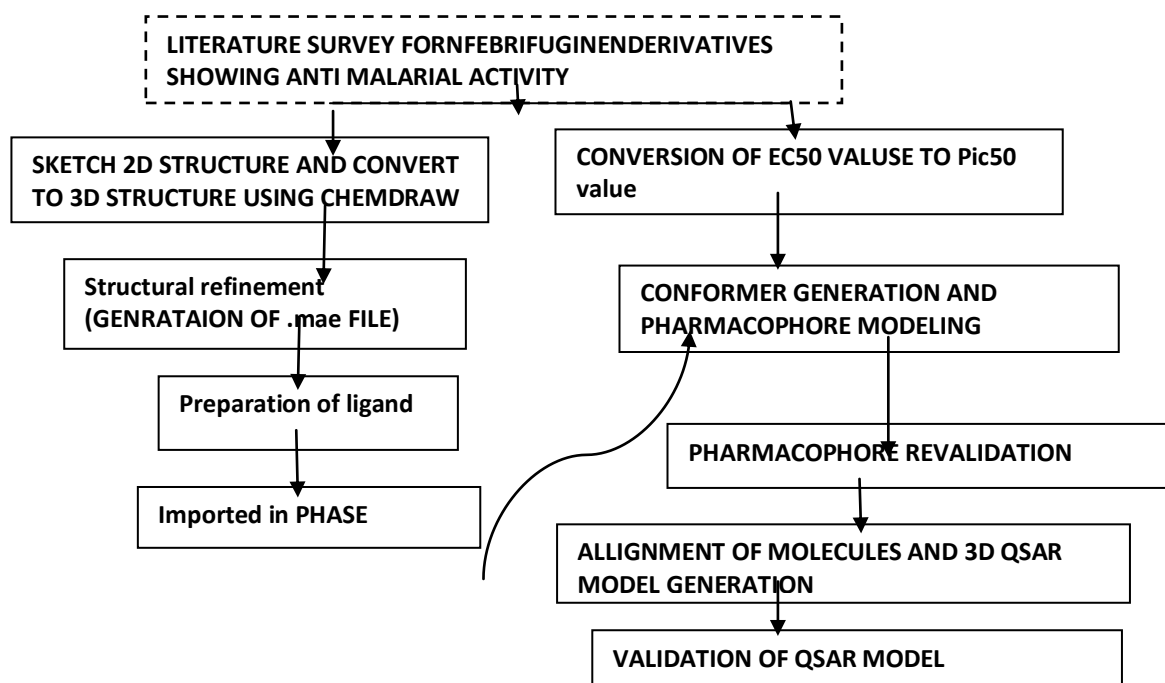 LITERATURE SURVEY FORNFEBRIFUGINENDERIVATIVES
SHOWING ANTI MALARIAL ACTIVITY
SKETCH 2D STRUCTURE AND CONVERT
TO 3D STRUCTURE USING CHEMDRAW
Structural refinement
(GENRATAION OF .mae FILE)
Preparation of ligand
Imported in PHASE
CONVERSION OF EC50 VALUSE TO Pic50
value
CONFORMER GENERATION AND
PHARMACOPHORE MODELING
PHARMACOPHORE REVALIDATION
ALLIGNMENT OF MOLECULES AND 3D QSAR
MODEL GENERATION
VALIDATION OF QSAR MODEL